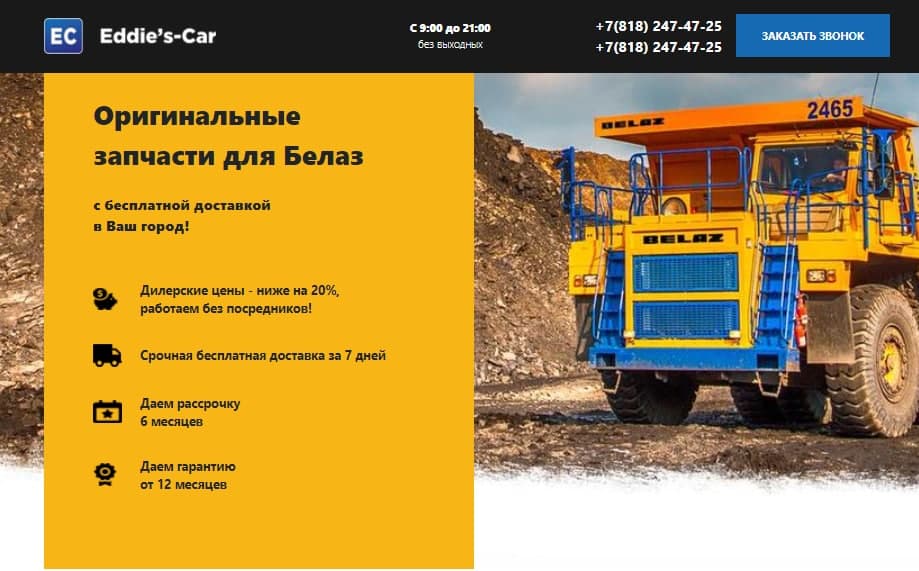 EC Eddie's-Car
С 9:00 до 21:00
без выходных
+7(818) 247-47-25
+7(818) 247-47-25
ЗАКАЗАТЬ ЗВОНОК
Оригинальные
запчасти для Белаз
с бесплатной доставкой
в Ваш город!
Дилерские цены - ниже на 20%,
работаем без посредников!
Срочная бесплатная доставка за 7 дней
Даем рассрочку
6 месяцев
Даем гарантию
от 12 месяцев
BELAZ
2465
BELAZ